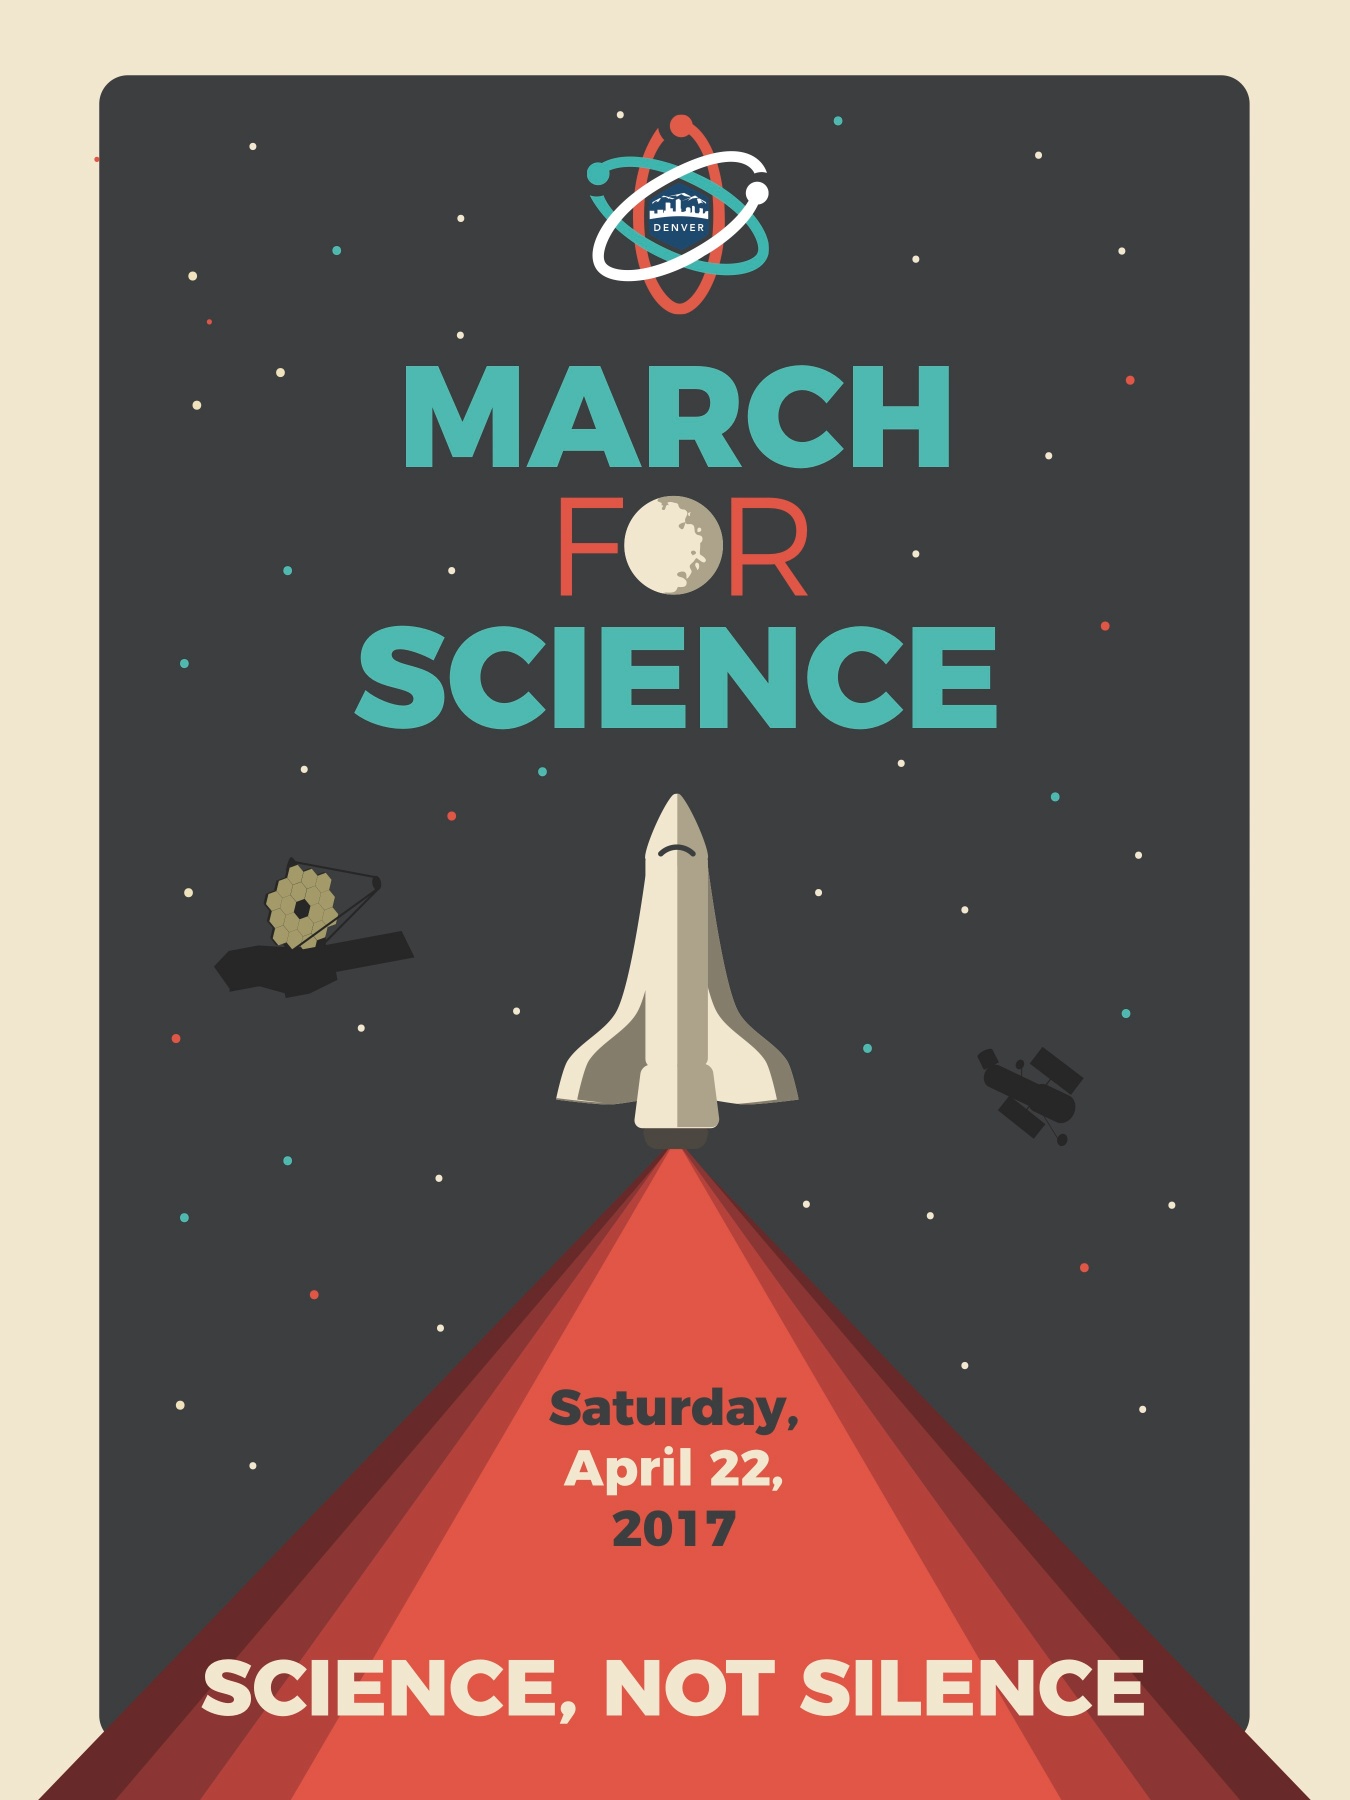 DENVER
MARCH
FOR
SCIENCE
Saturday,
April 22,
2017
SCIENCE, NOT SILENCE